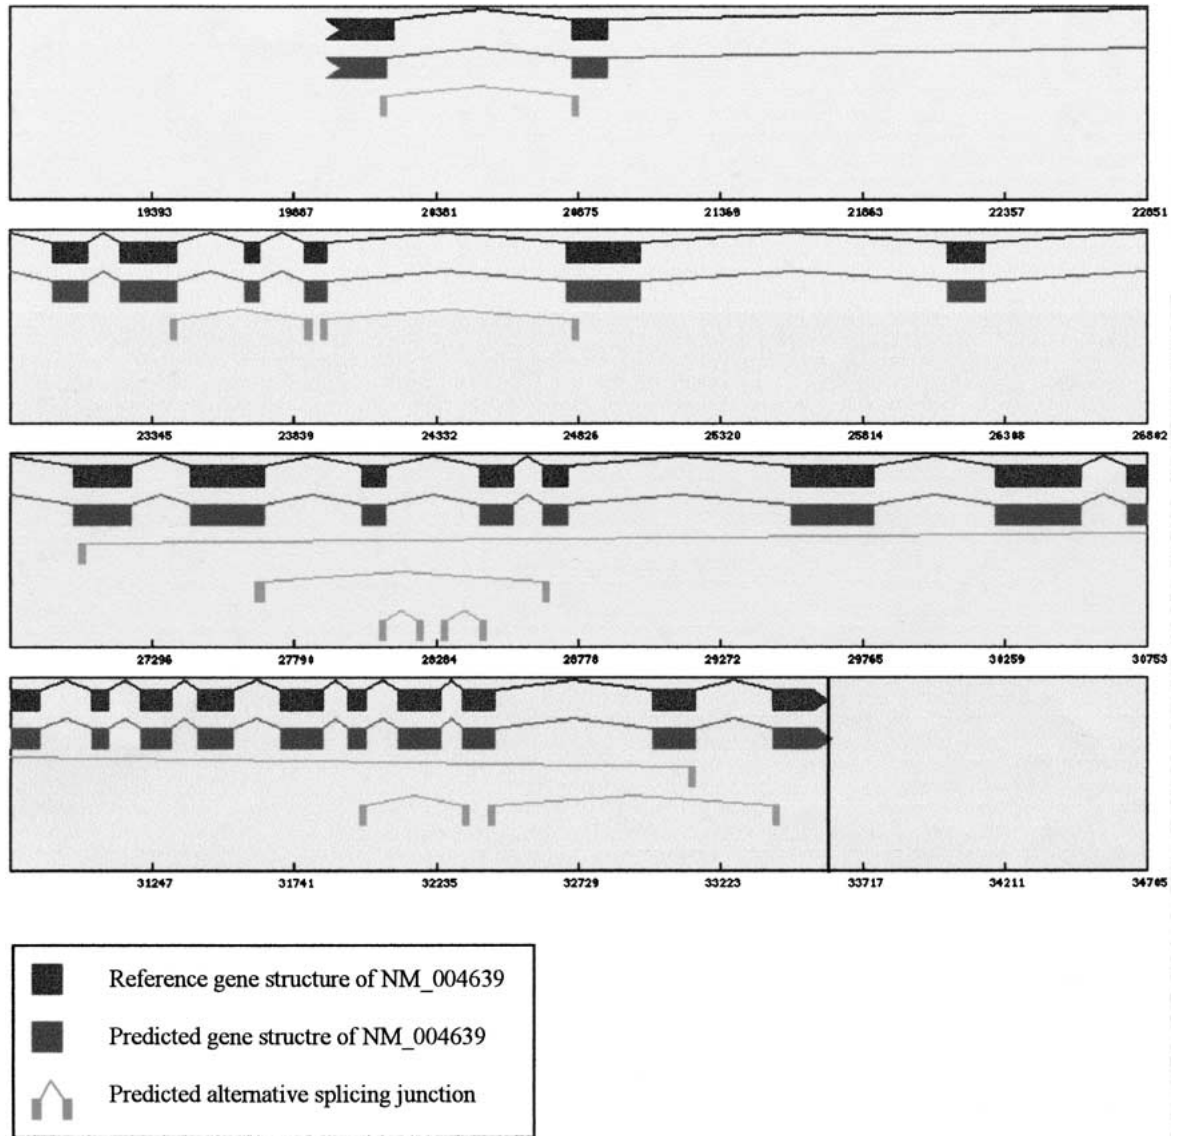 19393 19887 20381 20875 21369 21863 22357 22851
23345 23839 24332 24826 25320 25814 26308 26802
27296 27790 28284 28778 29272 29765 30259 30753
31247 31741 32235 32729 33223 33717 34211 34705
Reference gene structure of NM_004639
Predicted gene structre of NM_004639
Predicted alternative splicing junction